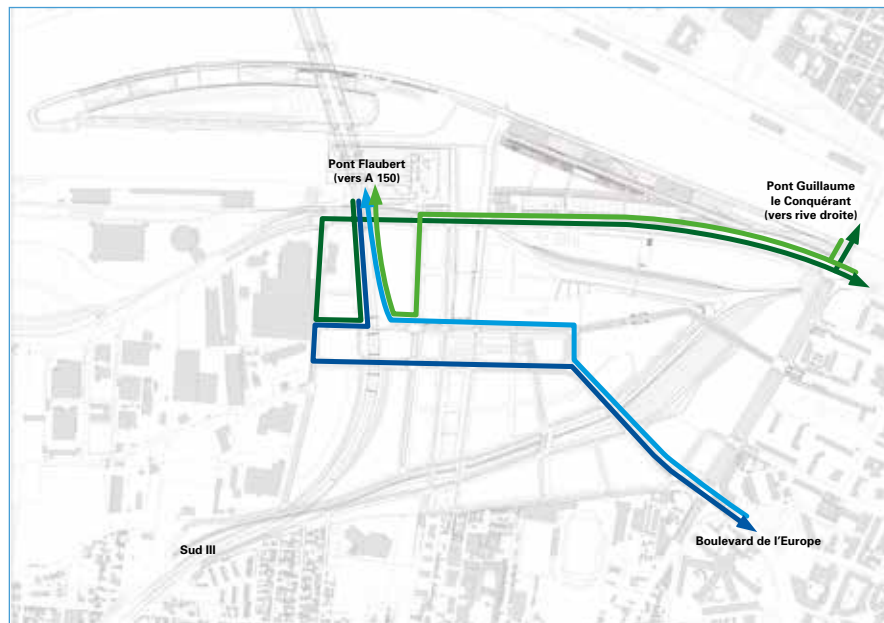 Pont Flaubert
(vers A 150)
Pont Guillaume
le Conquérant
(vers rive droite)
Sud III
Boulevard de l'Europe